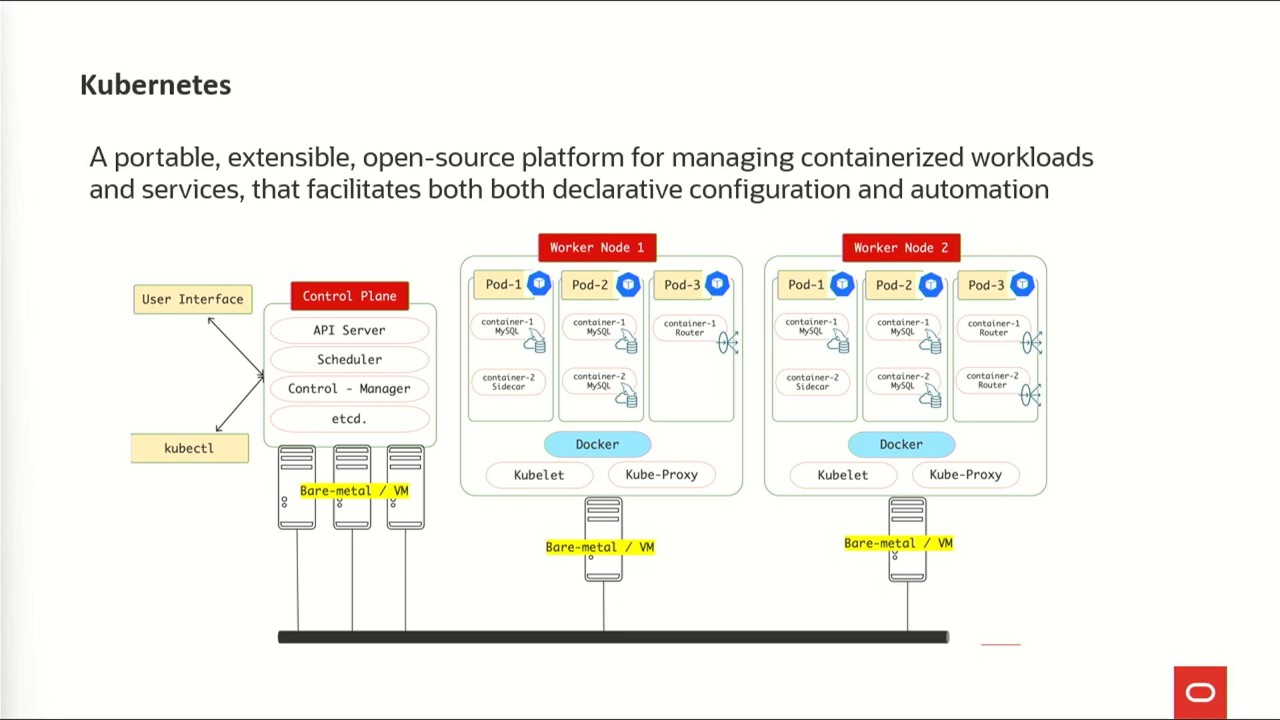 Kubernetes
A portable, extensible, open-source platform for managing containerized workloads
and services, that facilitates both both declarative configuration and automation
User Interface
kubectl
Control Plane
API Server
Scheduler
Control - Manager
etcd.
Bare-metal / VM
Worker Node 1
Pod-1
container-1
MySQL
container-2
Sidecar
Pod-2
container-1
MySQL
container-2
MySQL
Pod-3
container-1
Router
Docker
Kubelet
Kube-Proxy
Bare-metal / VM
Worker Node 2
Pod-1
container-1
MySQL
container-2
Sidecar
Pod-2
container-1
MySQL
container-2
MySQL
Pod-3
container-1
Router
container-2
Router
Docker
Kubelet
Kube-Proxy
Bare-metal / VM